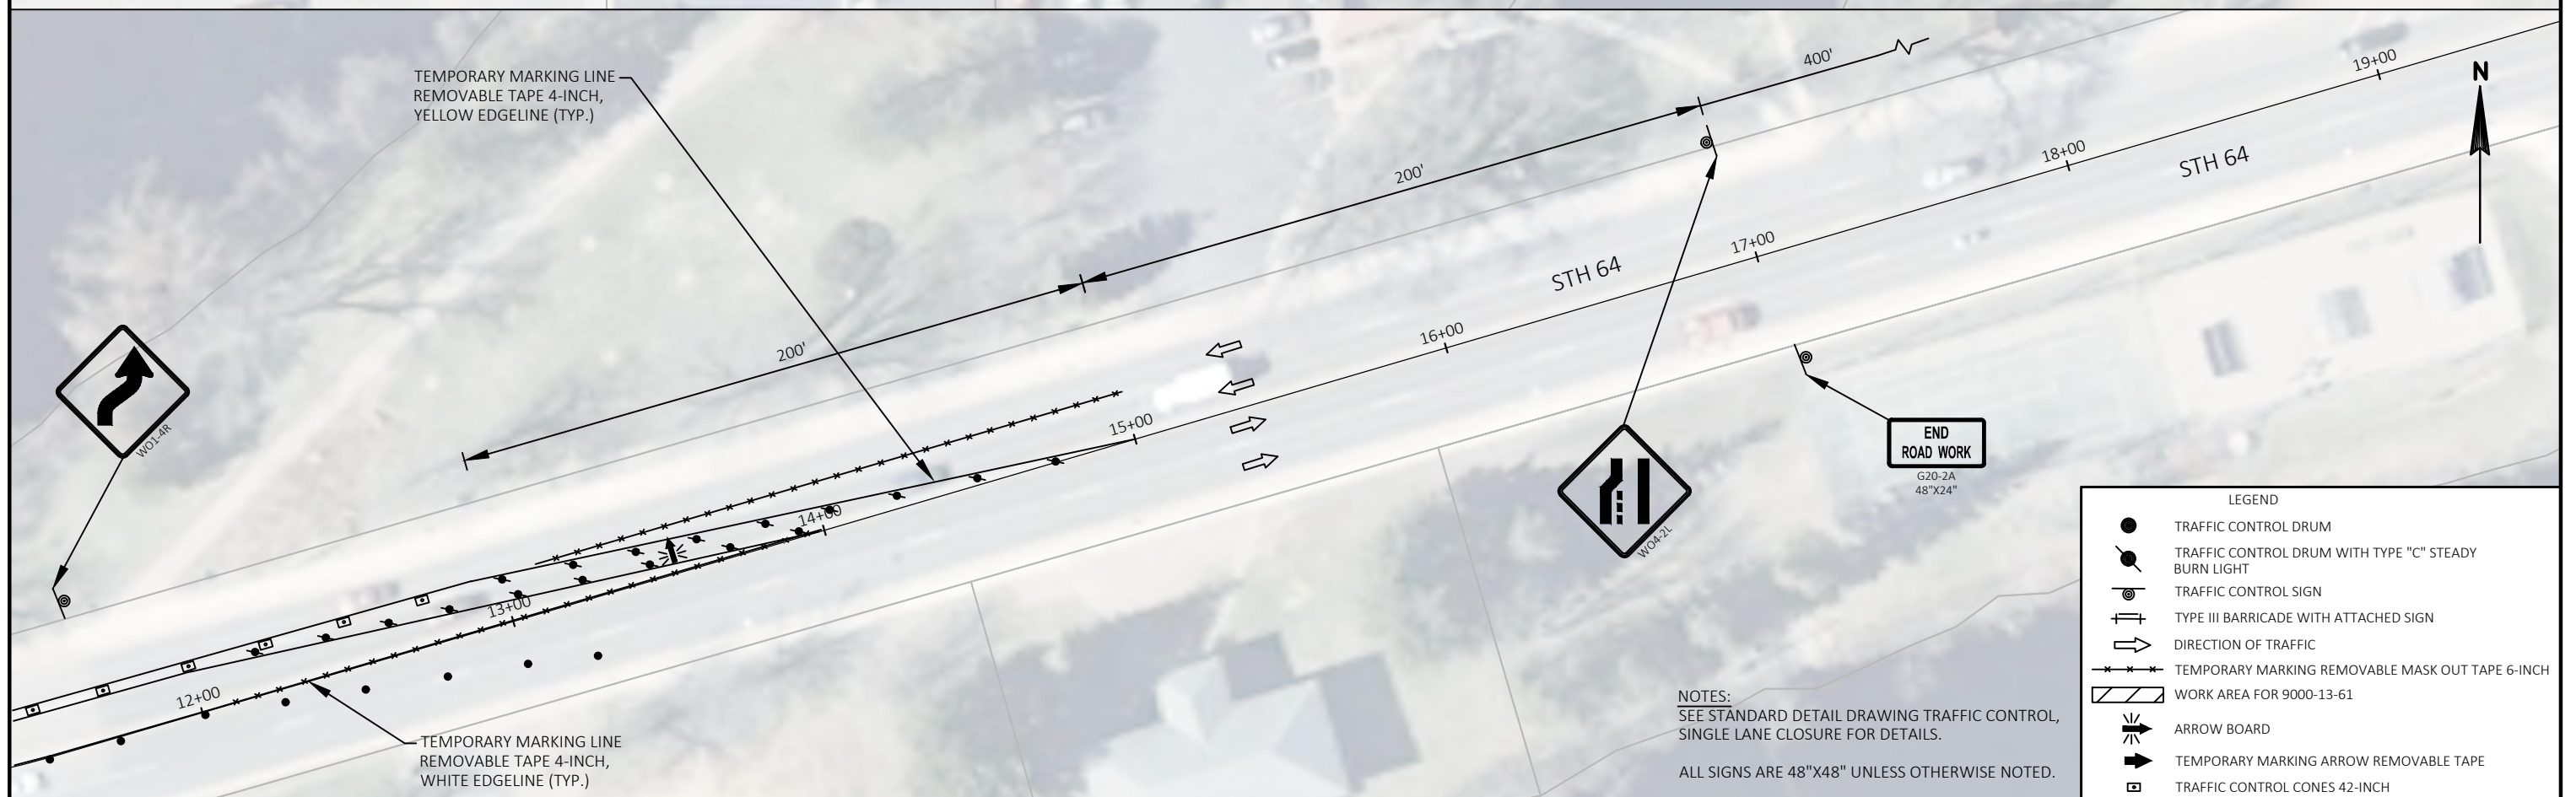 TEMPORARY MARKING LINE
REMOVABLE TAPE 4-INCH,
YELLOW EDGELINE (TYP.)
400'
19+00
N
200'
18+00
STH 64
17+00
STH 64
16+00
200'
15+00
14+00
13+00
12+00
WO1-4R
WO4-2L
END
ROAD WORK
G20-2A
48"X24"
TEMPORARY MARKING LINE
REMOVABLE TAPE 4-INCH,
WHITE EDGELINE (TYP.)
NOTES:
SEE STANDARD DETAIL DRAWING TRAFFIC CONTROL,
SINGLE LANE CLOSURE FOR DETAILS.
ALL SIGNS ARE 48"X48" UNLESS OTHERWISE NOTED.
LEGEND
TRAFFIC CONTROL DRUM
TRAFFIC CONTROL DRUM WITH TYPE "C" STEADY
BURN LIGHT
TRAFFIC CONTROL SIGN
TYPE III BARRICADE WITH ATTACHED SIGN
DIRECTION OF TRAFFIC
TEMPORARY MARKING REMOVABLE MASK OUT TAPE 6-INCH
WORK AREA FOR 9000-13-61
ARROW BOARD
TEMPORARY MARKING ARROW REMOVABLE TAPE
TRAFFIC CONTROL CONES 42-INCH